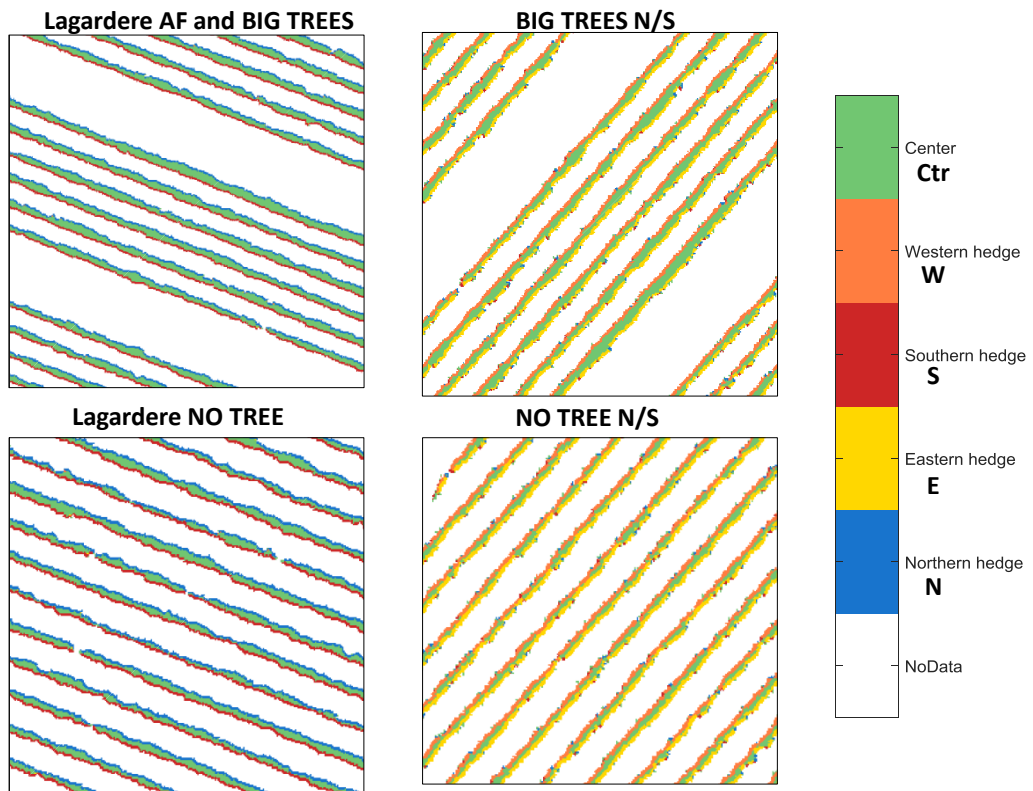 Lagardere AF and BIG TREES
BIG TREES N/S
Lagardere NO TREE
NO TREE N/S
Center
Ctr
Western hedge
W
Southern hedge
S
Eastern hedge
E
Northern hedge
N
NoData